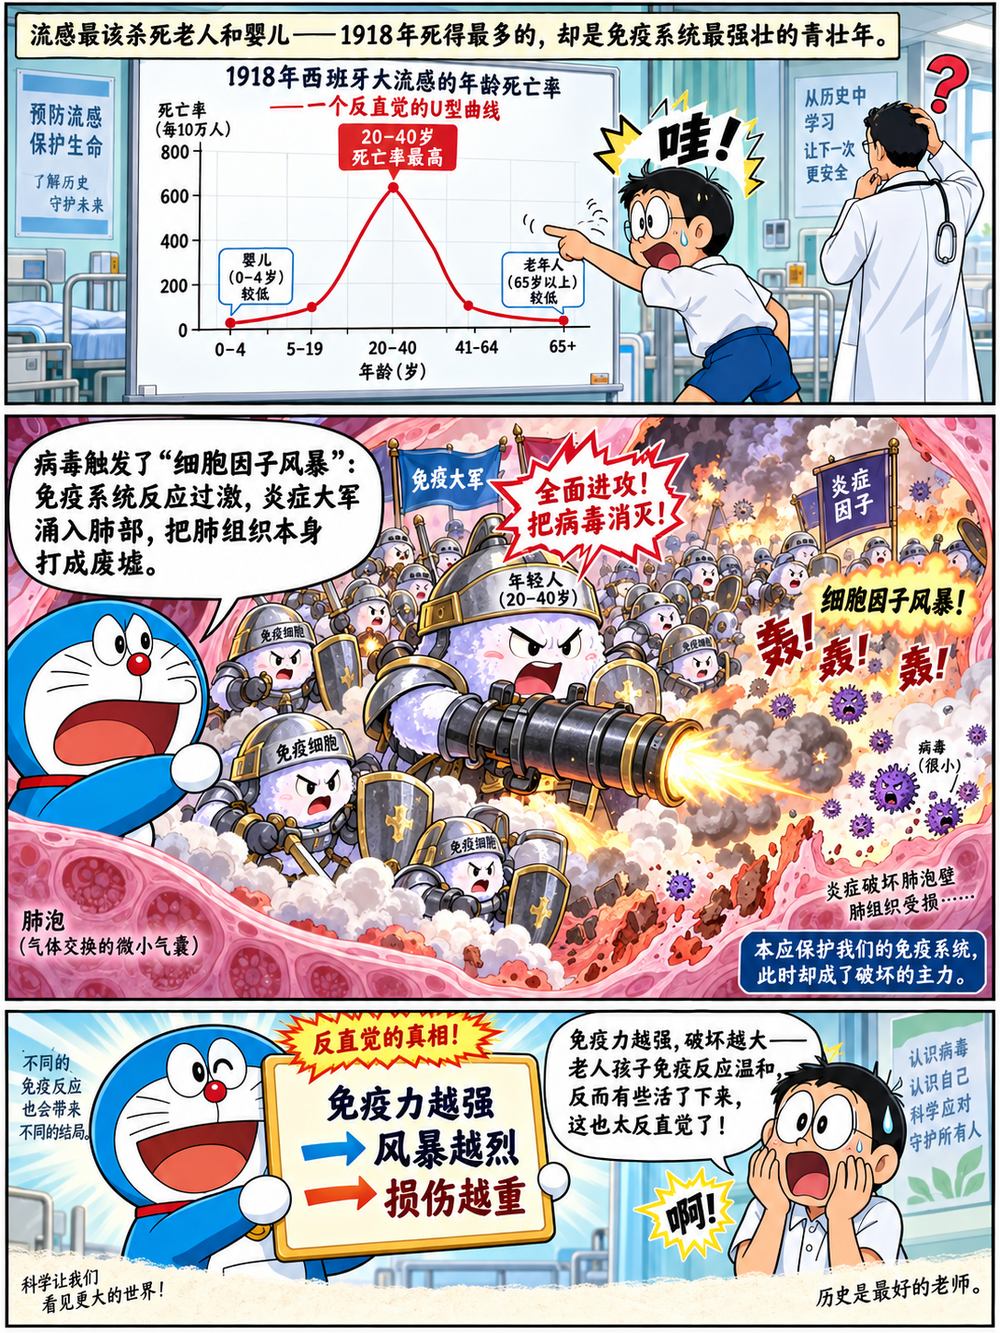 流感最该杀死老人和婴儿——1918年死得最多的，却是免疫系统最强壮的青壮年。
预防流感
保护生命
了解历史
守护未来
1918年西班牙大流感的年龄死亡率
——一个反直觉的U型曲线
死亡率
(每10万人)
20-40岁
死亡率最高
800
600
400
200
0
婴儿
(0-4岁)
较低
老年人
(65岁以上)
较低
0-4
5-19
20-40
41-64
65+
年龄(岁)
哇！
从历史中
学习
让下一次
更安全
?
病毒触发了“细胞因子风暴”：
免疫系统反应过激，炎症大军
涌入肺部，把肺组织本身
打成废墟。
免疫大军
全面进攻！
把病毒消灭！
炎症
因子
年轻人
(20-40岁)
免疫细胞
免疫细胞
免疫细胞
免疫细胞
细胞因子风暴！
轰！
轰！
轰！
病毒
(很小)
肺泡
(气体交换的微小气囊)
炎症破坏肺泡壁
肺组织受损……
本应保护我们的免疫系统，
此时却成了破坏的主力。
不同的
免疫反应
也会带来
不同的结局。
反直觉的真相！
免疫力越强
→风暴越烈
→损伤越重
免疫力越强，破坏越大——
老人孩子免疫反应温和，
反而有些活了下来，
这也太反直觉了！
啊！
认识病毒
认识自己
科学应对
守护所有人
科学让我们
看见更大的世界！
历史是最好的老师。